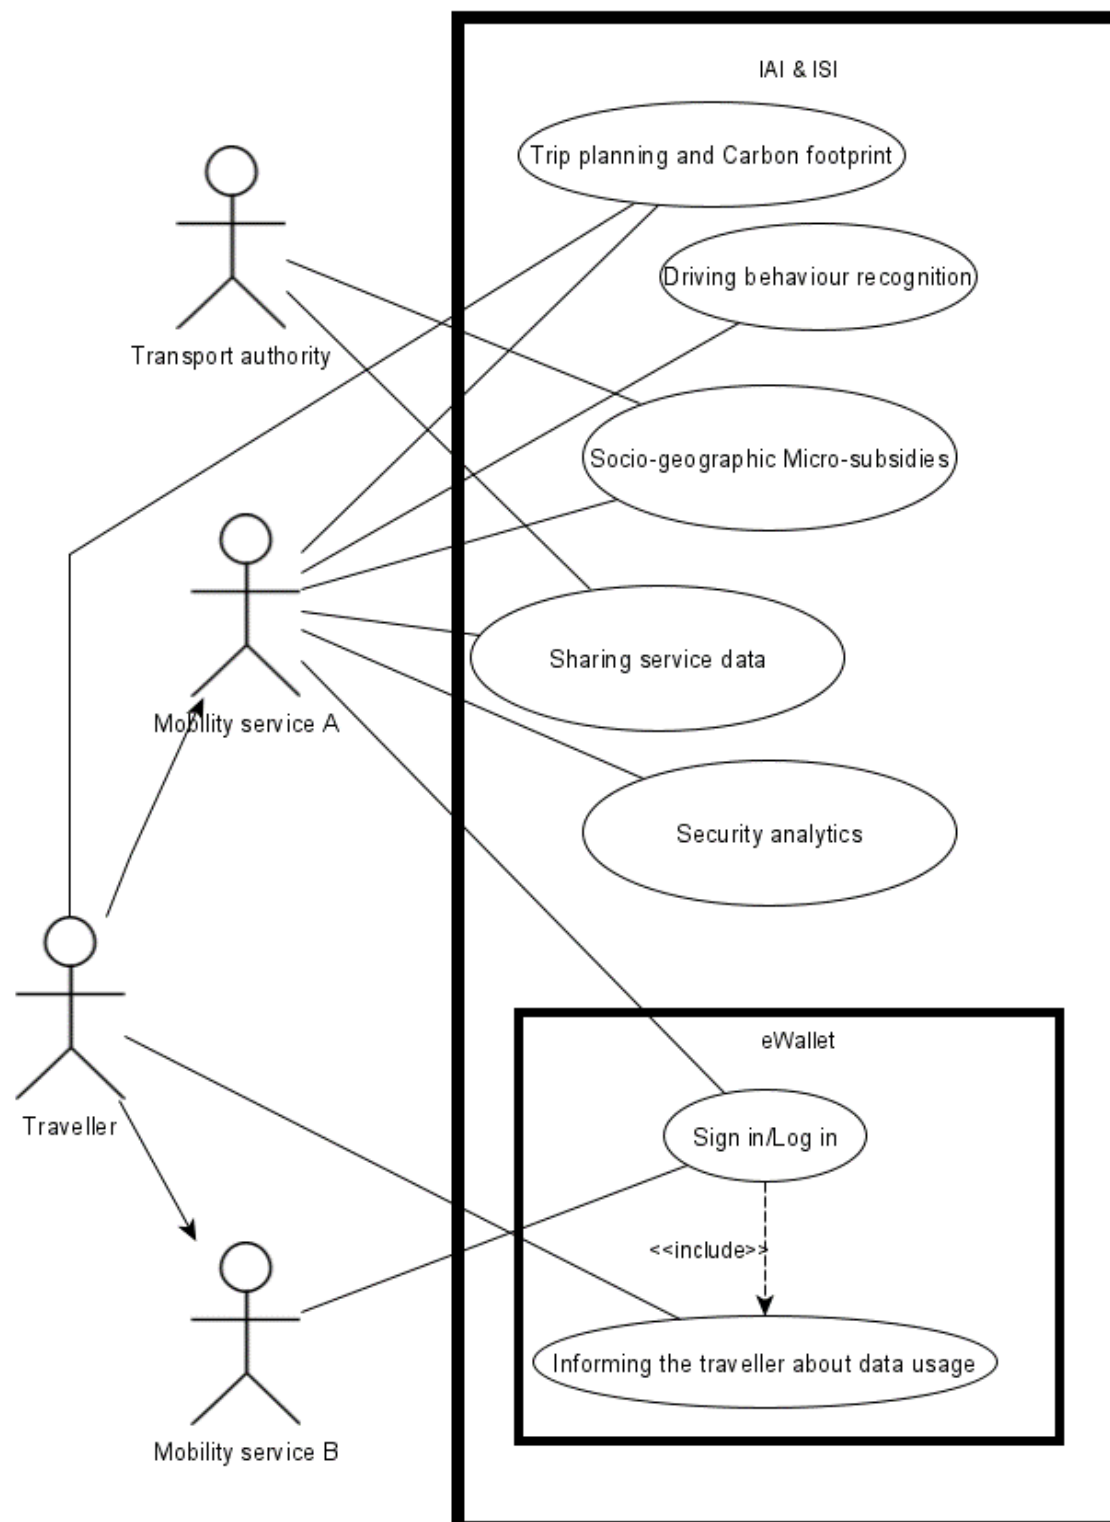 IAI & ISI
Trip planning and Carbon footprint
Driving behaviour recognition
Transport authority
Socio-geographic Micro-subsidies
Sharing service data
Mobility service A
Security analytics
eWallet
Traveller
Sign in/Log in
<<include>>
Informing the traveller about data usage
Mobility service B